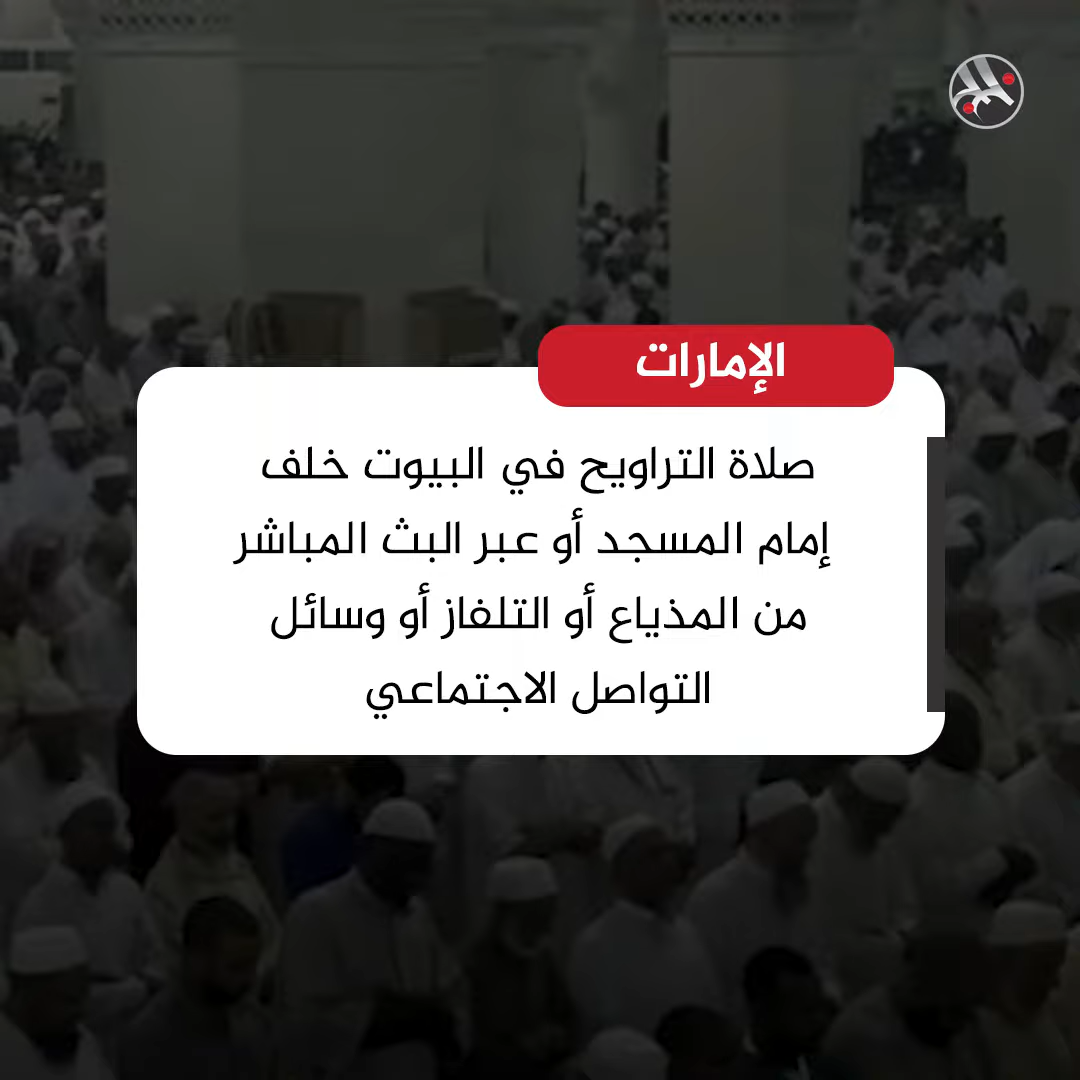 الإمارات
صلاة التراويح في البيوت خلف
إمام المسجد أو عبر البث المباشر
من المذياع أو التلفاز أو وسائل
التواصل الاجتماعي